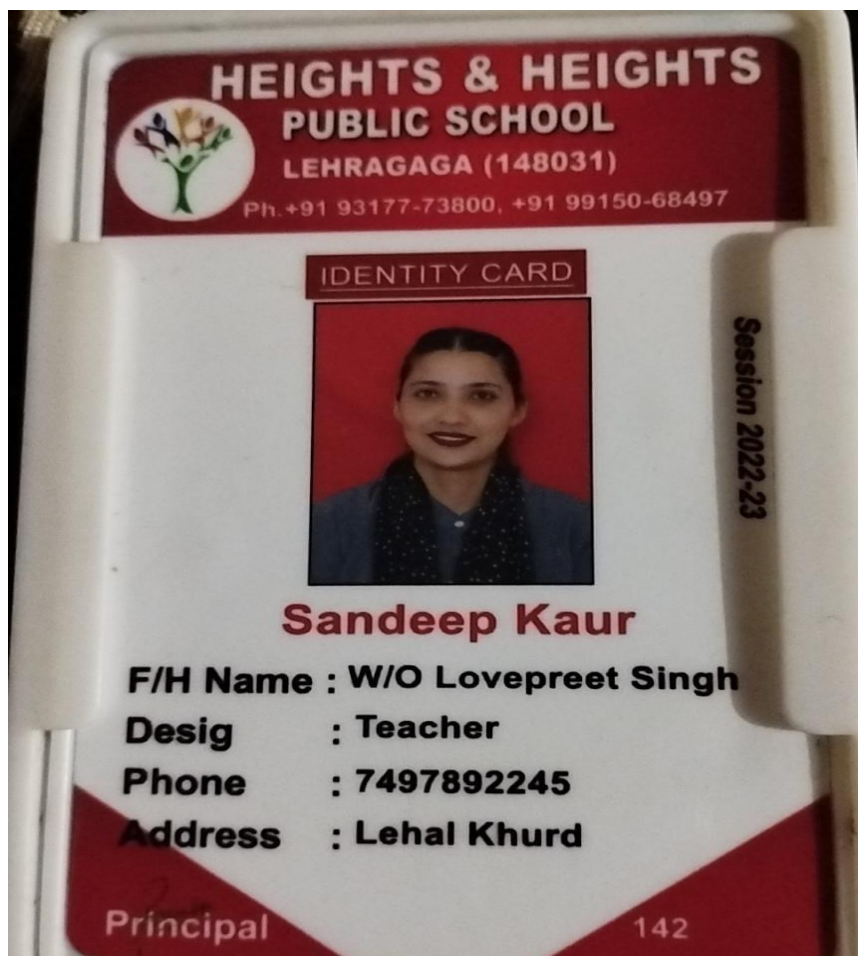 HEIGHTS & HEIGHTS
PUBLIC SCHOOL
LEHRAGAGA (148031)
Ph.+91 93177-73800, +91 99150-68497
IDENTITY CARD
Session 2022-23
Sandeep Kaur
F/H Name : W/O Lovepreet Singh
Desig : Teacher
Phone : 7497892245
Address : Lehal Khurd
Principal 142